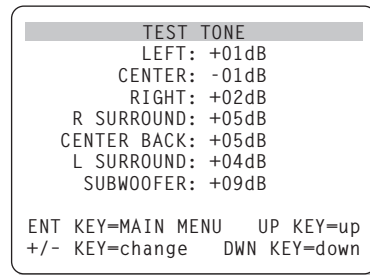 TEST TONE
LEFT: +01dB
CENTER: -01dB
RIGHT: +02dB
R SURROUND: +05dB
CENTER BACK: +05dB
L SURROUND: +04dB
SUBWOOFER: +09dB
ENT KEY=MAIN MENU UP KEY=up
+/- KEY=change DWN KEY=down